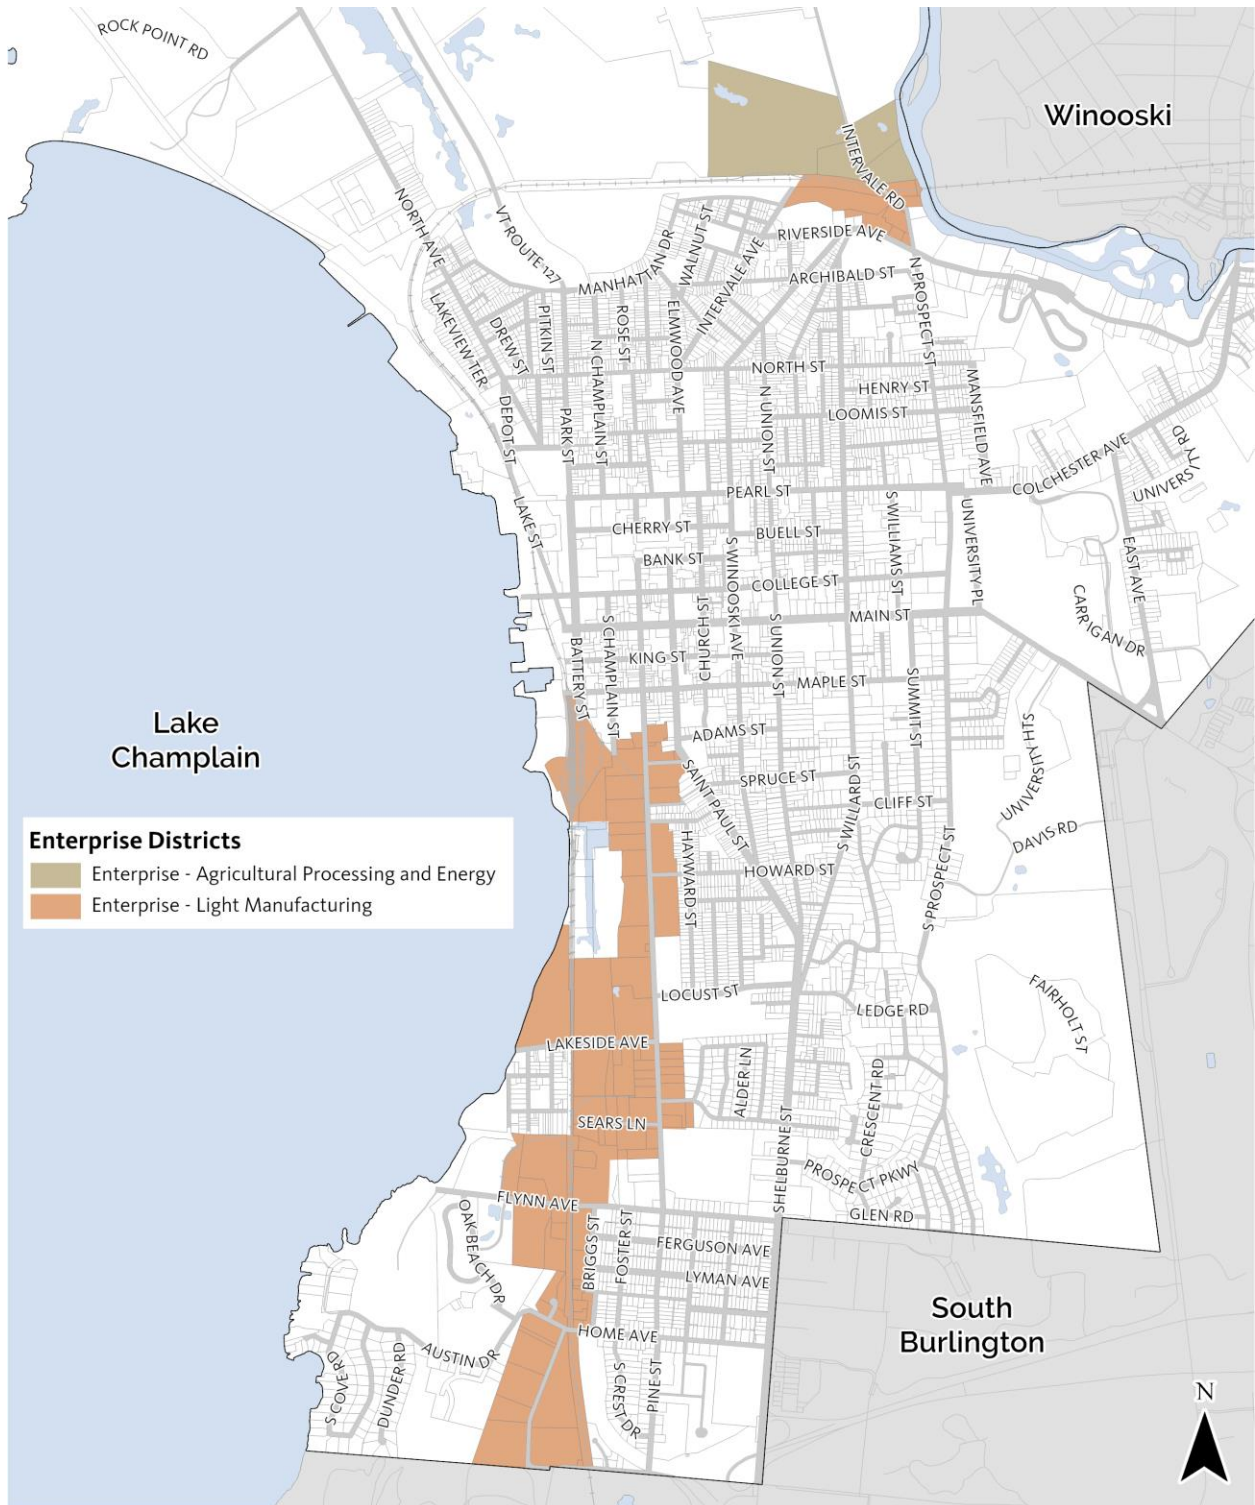 ROCK POINT RD
Winooski
INTERVALE RD
NORTH AVE
VT ROUTE 127
WALNUT ST
RIVERSIDE AVE
MANHATTAN DR
INTERVALE AVE
ARCHIBALD ST
N PROSPECT ST
LAKEVIEW TER
DREW ST
PITKIN ST
ROSE ST
ELMWOOD AVE
N CHAMPLAIN ST
NORTH ST
HENRY ST
MANSFIELD AVE
N UNION ST
LOOMIS ST
DEPOT ST
PARK ST
COLCHESTER AVE
UNIVERSITY RD
PEARL ST
LAKE ST
CHERRY ST
BUELL ST
S WILLIAMS ST
UNIVERSITY PL
EAST AVE
BANK ST
S WINOOSKI AVE
COLLEGE ST
CHURCH ST
MAIN ST
CARRIGAN DR
S CHAMPLAIN ST
BATTERY ST
KING ST
S UNION ST
MAPLE ST
SUMMIT ST
Lake
Champlain
ADAMS ST
SAINT PAUL ST
SPRUCE ST
S WILLARD ST
CLIFF ST
UNIVERSITY HTS
DAVIS RD
Enterprise Districts
Enterprise - Agricultural Processing and Energy
Enterprise - Light Manufacturing
HAYWARD ST
HOWARD ST
S PROSPECT ST
LOCUST ST
LEDGE RD
FAIRHOLT ST
LAKESIDE AVE
ALDER LN
CRESCENT RD
SEARS LN
SHELBURNE ST
PROSPECT PKWY
FLYNN AVE
OAK BEACH DR
BRIGGS ST
FOSTER ST
GLEN RD
FERGUSON AVE
LYMAN AVE
South
Burlington
HOME AVE
AUSTIN DR
S COVE RD
DUNDER RD
S CREST DR
PINE ST
N